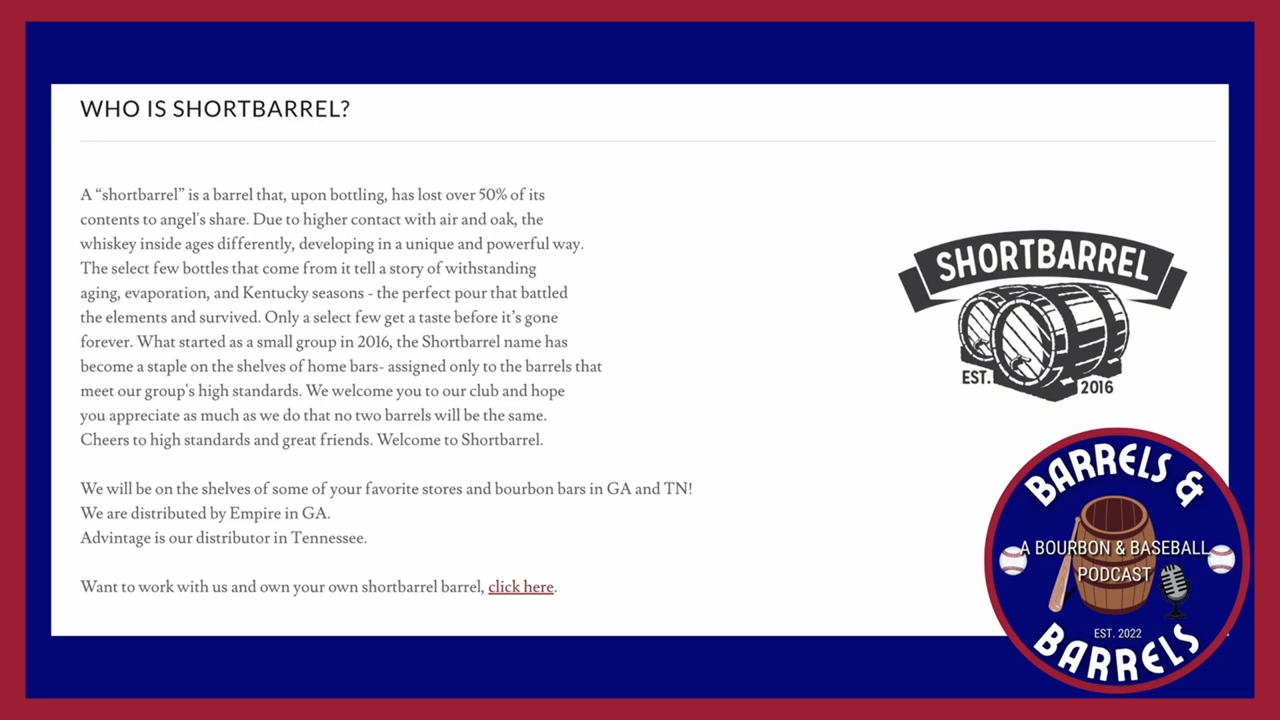 WHO IS SHORTBARREL?
A “shortbarrel” is a barrel that, upon bottling, has lost over 50% of its
contents to angel's share. Due to higher contact with air and oak, the
whiskey inside ages differently, developing in a unique and powerful way.
The select few bottles that come from it tell a story of withstanding
aging, evaporation, and Kentucky seasons - the perfect pour that battled
the elements and survived. Only a select few get a taste before it’s gone
forever. What started as a small group in 2016, the Shortbarrel name has
become a staple on the shelves of home bars- assigned only to the barrels that
meet our group's high standards. We welcome you to our club and hope
you appreciate as much as we do that no two barrels will be the same.
Cheers to high standards and great friends. Welcome to Shortbarrel.
We will be on the shelves of some of your favorite stores and bourbon bars in GA and TN!
We are distributed by Empire in GA.
Advintage is our distributor in Tennessee.
Want to work with us and own your own shortbarrel barrel, click here.
SHORTBARREL
EST. 2016
BARRELS &
A BOURBON & BASEBALL
PODCAST
EST. 2022
BARRELS